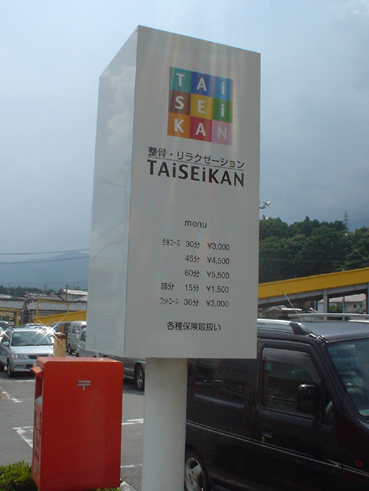 TAi
SEi
KAN
整骨・リラクゼーション
TAiSEiKAN
menu
全身コース 30分 ¥3,000
45分 ¥4,500
60分 ¥5,500
部分 15分 ¥1,500
フットコース 30分 ¥3,000
各種保険取扱い
〒